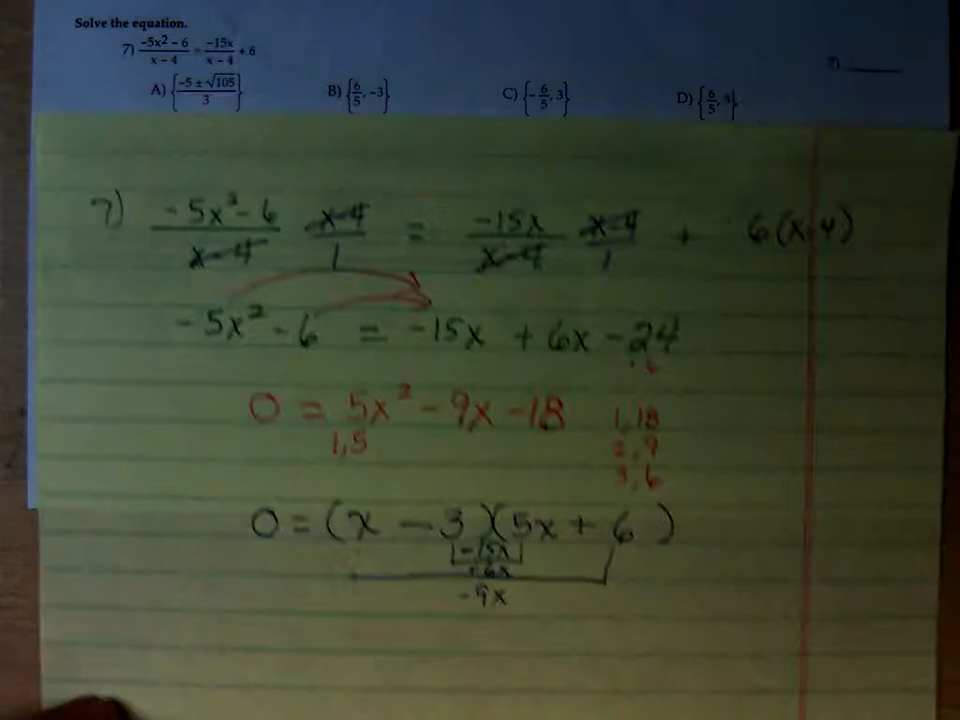 Solve the equation.
7) (-5x² - 6)/(x - 4) = -15x/(x - 4) + 6
A) {(-5 ± √105)/3} B) {6/5, -3} C) {-6/5, 3} D) {6/5, 3}
7) (-5x² - 6)/(x-4) (x-4)/1 = -15x/(x-4) (x-4)/1 + 6(x-4)
-5x² - 6 = -15x + 6x - 24
+ 6
0 = 5x² - 9x - 18 1, 18
1, 5 2, 9
3, 6
0 = (x - 3)(5x + 6)
-15x
+ 6x
-9x